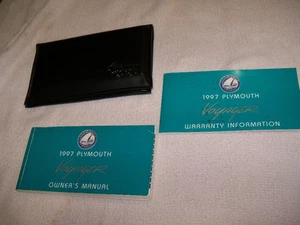 1997 PLYMOUTH
Voyager
WARRANTY INFORMATION
1997 PLYMOUTH
Voyager
OWNER'S MANUAL